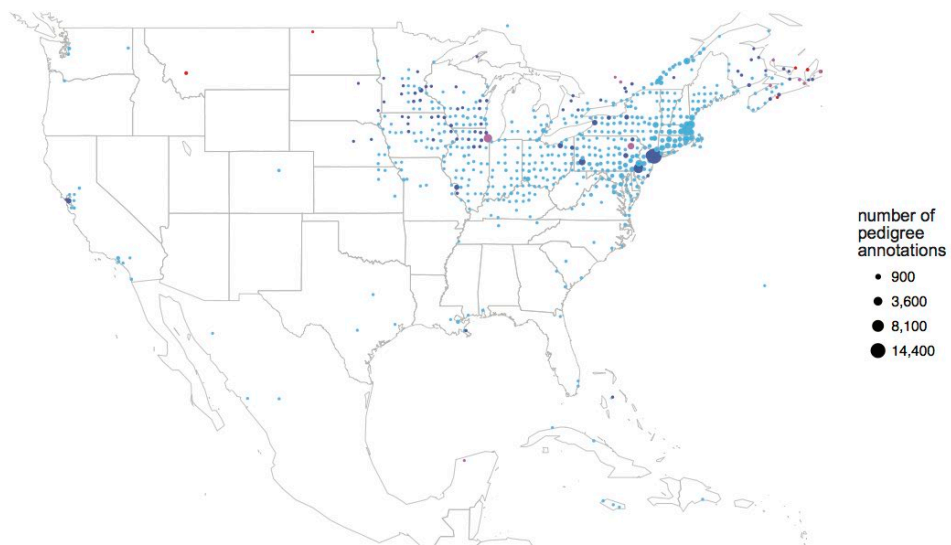 number of
pedigree
annotations
900
3,600
8,100
14,400